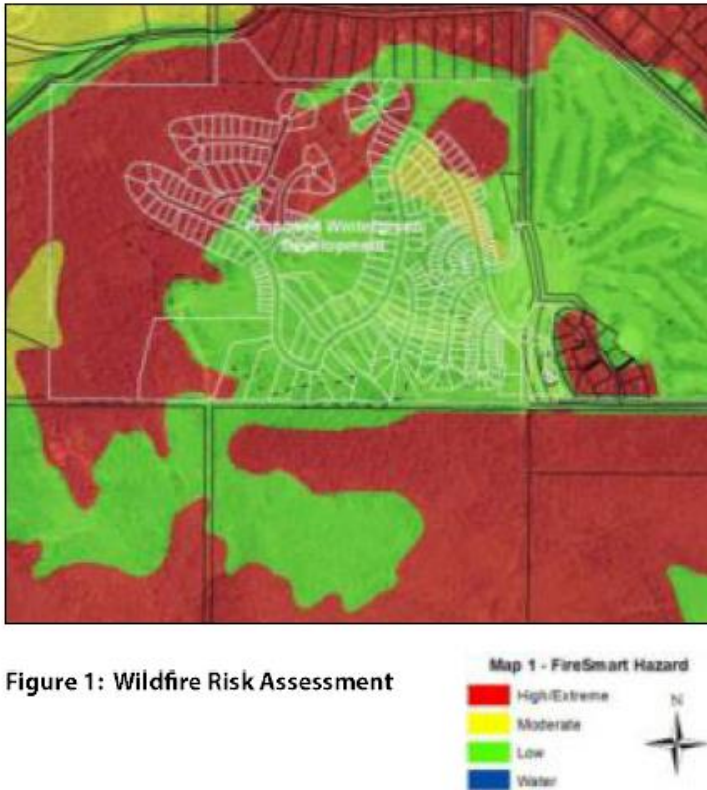 Proposed Wintergreen
Development
Figure 1: Wildfire Risk Assessment
Map 1 - FireSmart Hazard
High/Extreme
Moderate
Low
Water
N